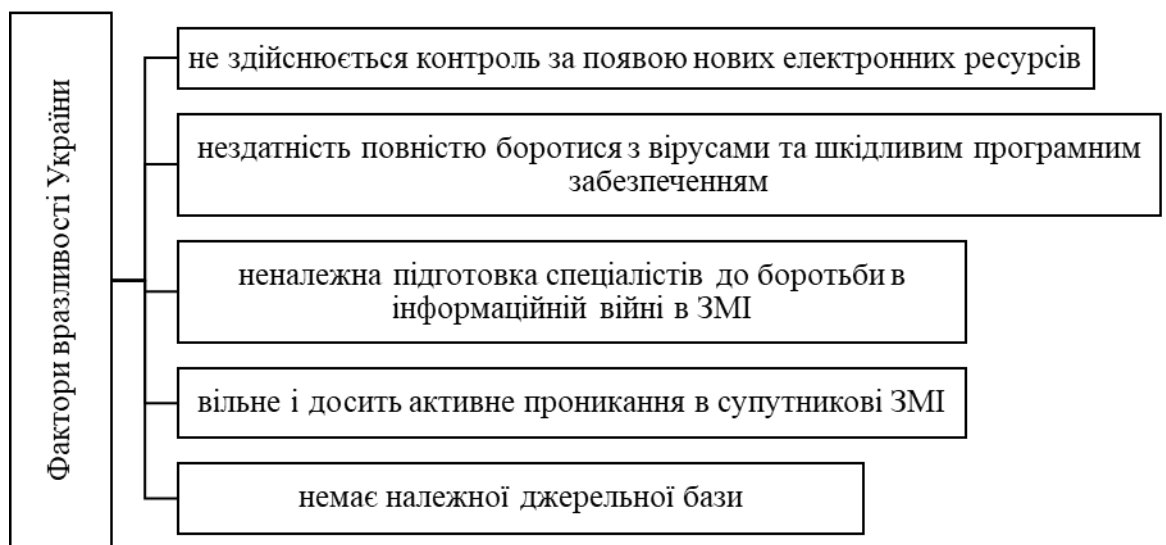 Фактори вразливості України
не здійснюється контроль за появою нових електронних ресурсів
нездатність повністю боротися з вірусами та шкідливим програмним
забезпеченням
неналежна підготовка спеціалістів до боротьби в
інформаційній війні в ЗМІ
вільне і досить активне проникання в супутникові ЗМІ
немає належної джерельної бази